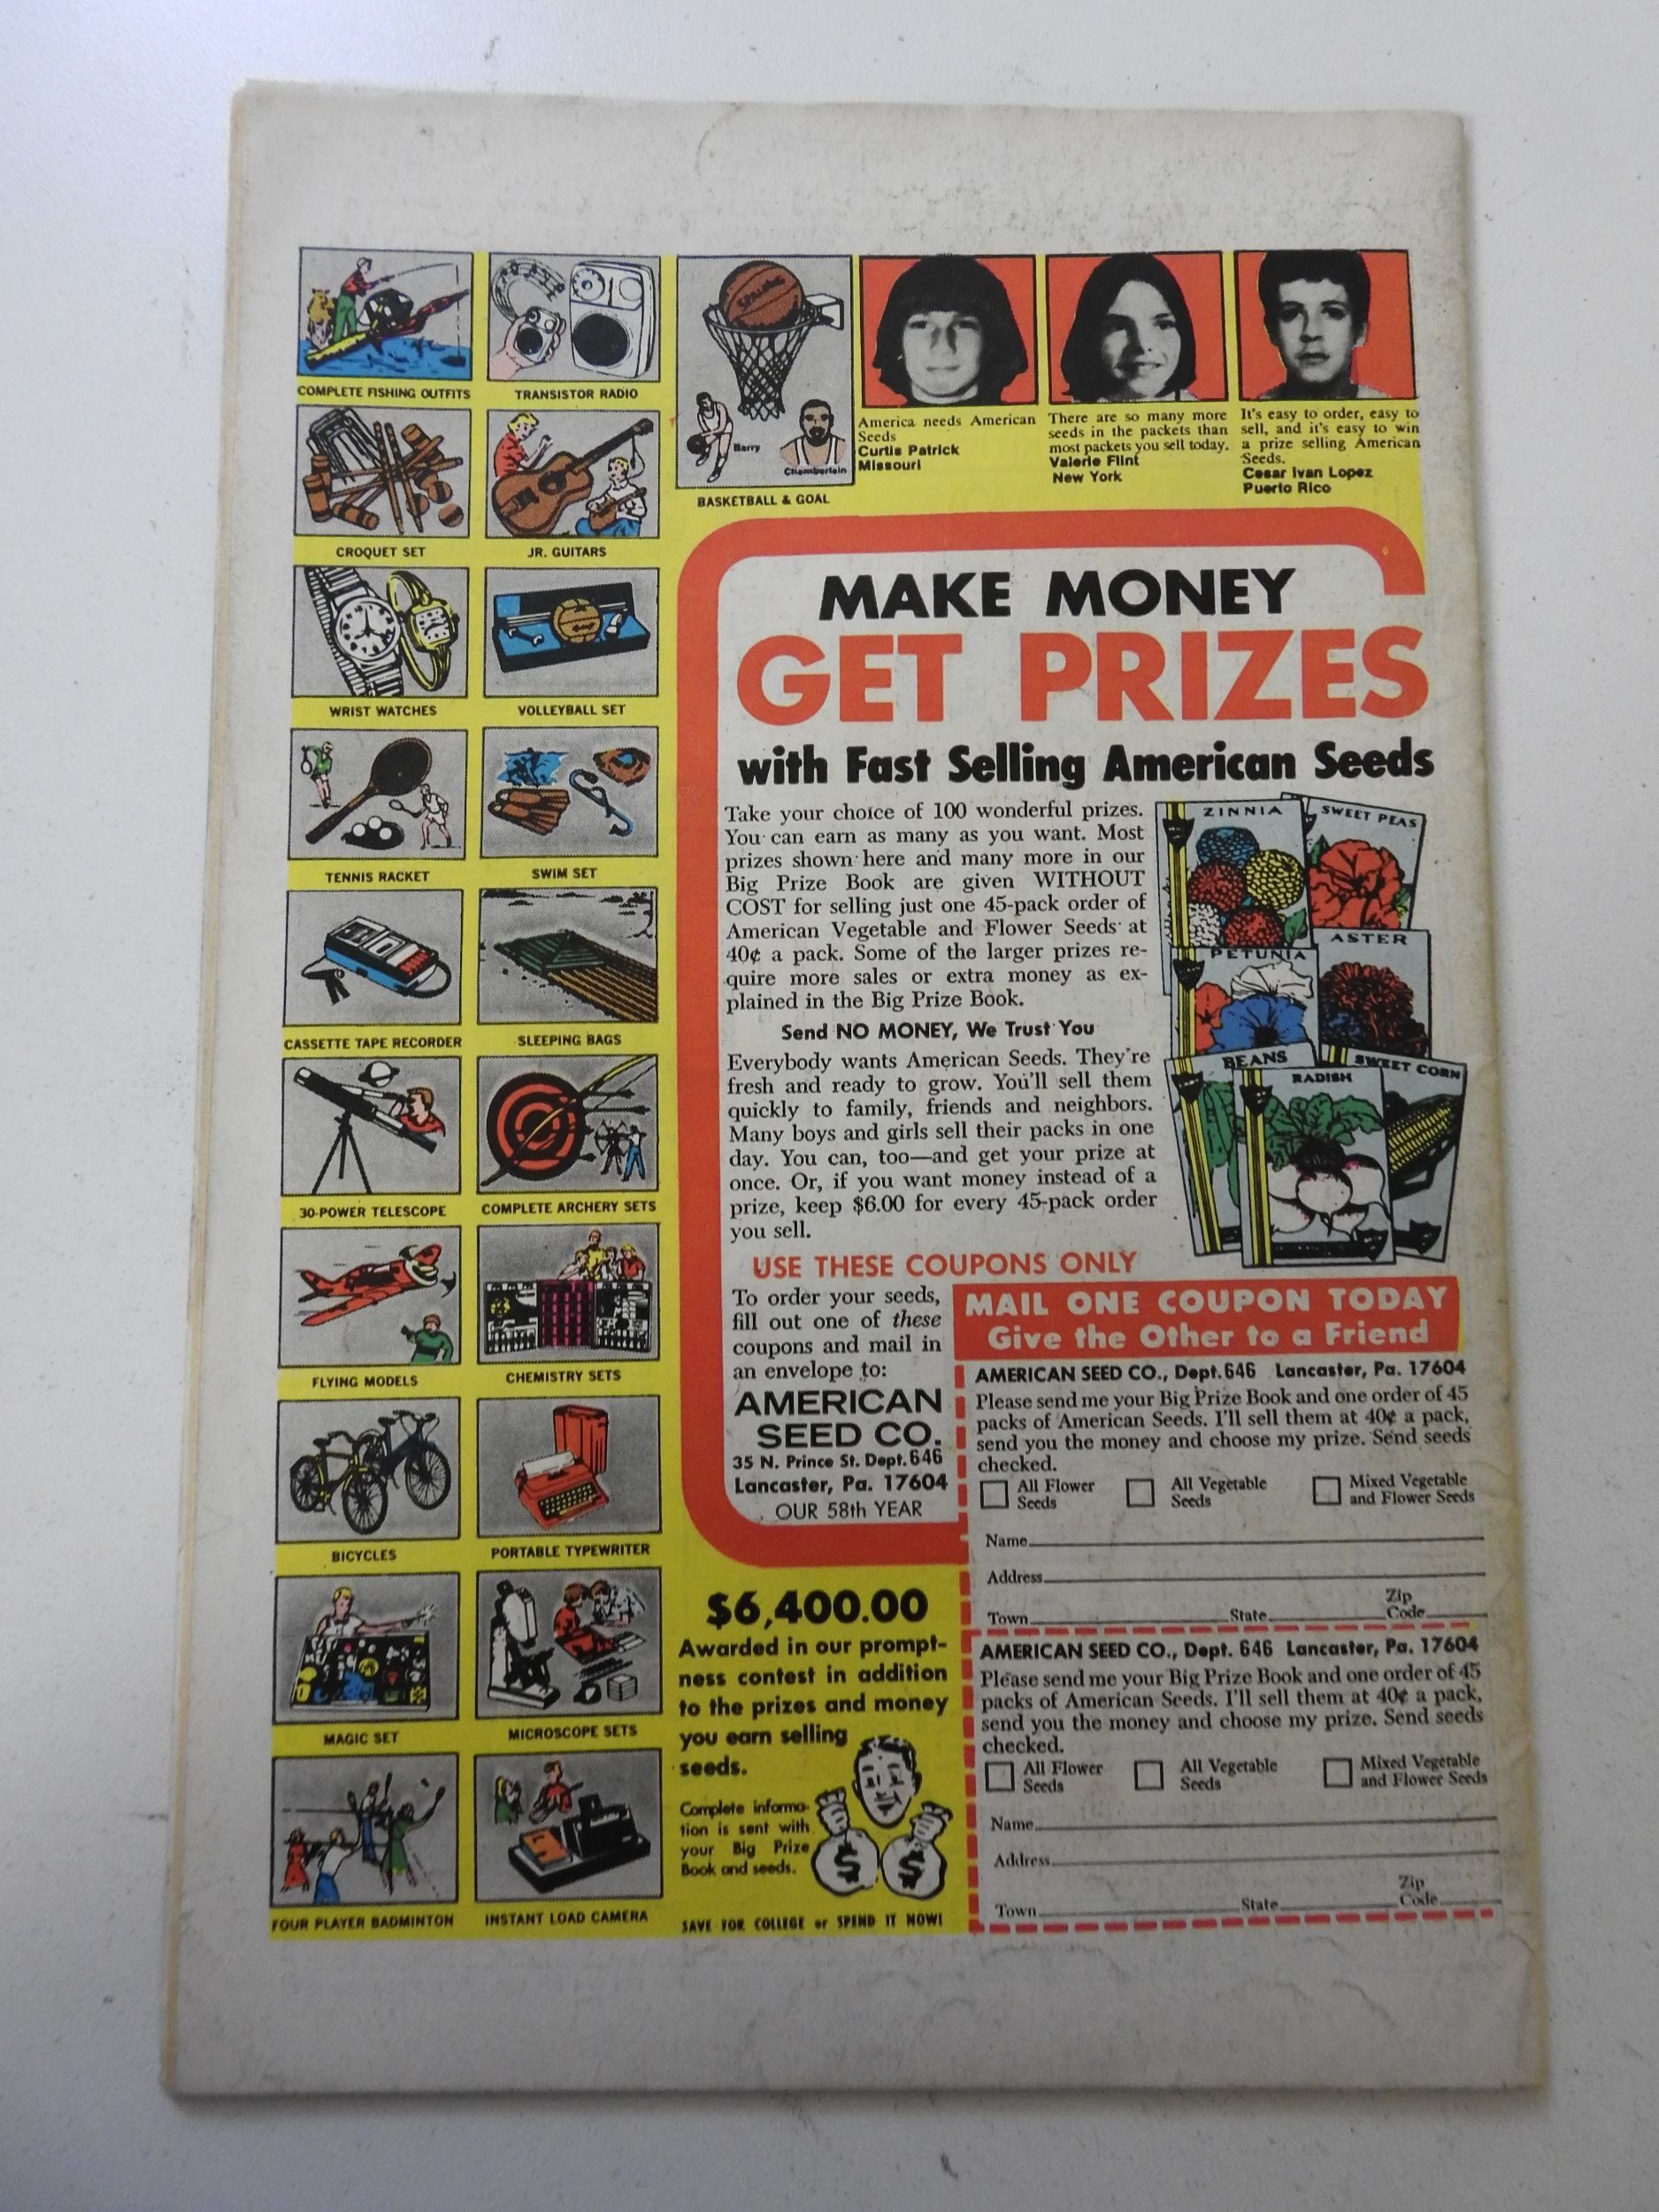 COMPLETE FISHING OUTFITS
TRANSISTOR RADIO
CROQUET SET
JR. GUITARS
WRIST WATCHES
VOLLEYBALL SET
TENNIS RACKET
SWIM SET
CASSETTE TAPE RECORDER
SLEEPING BAGS
30-POWER TELESCOPE
COMPLETE ARCHERY SETS
FLYING MODELS
CHEMISTRY SETS
BICYCLES
PORTABLE TYPEWRITER
MAGIC SET
MICROSCOPE SETS
FOUR PLAYER BADMINTON
INSTANT LOAD CAMERA
Spalding
Barry
Chamberlain
BASKETBALL & GOAL
America needs American
Seeds
Curtis Patrick
Missouri
There are so many more
seeds in the packets than
most packets you sell today.
Valerie Flint
New York
It's easy to order, easy to
sell, and it's easy to win
a prize selling American
Seeds.
Cesar Ivan Lopez
Puerto Rico
MAKE MONEY
GET PRIZES
with Fast Selling American Seeds
Take your choice of 100 wonderful prizes.
You can earn as many as you want. Most
prizes shown here and many more in our
Big Prize Book are given WITHOUT
COST for selling just one 45-pack order of
American Vegetable and Flower Seeds at
40¢ a pack. Some of the larger prizes re-
quire more sales or extra money as ex-
plained in the Big Prize Book.
Send NO MONEY, We Trust You
Everybody wants American Seeds. They're
fresh and ready to grow. You'll sell them
quickly to family, friends and neighbors.
Many boys and girls sell their packs in one
day. You can, too—and get your prize at
once. Or, if you want money instead of a
prize, keep $6.00 for every 45-pack order
you sell.
ZINNIA
SWEET PEAS
PETUNIA
ASTER
BEANS
RADISH
SWEET CORN
USE THESE COUPONS ONLY
To order your seeds,
fill out one of these
coupons and mail in
an envelope to:
AMERICAN
SEED CO.
35 N. Prince St. Dept. 646
Lancaster, Pa. 17604
OUR 58th YEAR
$6,400.00
Awarded in our prompt-
ness contest in addition
to the prizes and money
you earn selling
seeds.
Complete informa-
tion is sent with
your Big Prize
Book and seeds.
$ $
SAVE FOR COLLEGE or SPEND IT NOW!
MAIL ONE COUPON TODAY
Give the Other to a Friend
AMERICAN SEED CO., Dept. 646 Lancaster, Pa. 17604
Please send me your Big Prize Book and one order of 45
packs of American Seeds. I'll sell them at 40¢ a pack,
send you the money and choose my prize. Send seeds
checked.
All Flower Seeds
All Vegetable Seeds
Mixed Vegetable and Flower Seeds
Name
Address
Town State Zip Code
AMERICAN SEED CO., Dept. 646 Lancaster, Pa. 17604
Please send me your Big Prize Book and one order of 45
packs of American Seeds. I'll sell them at 40¢ a pack,
send you the money and choose my prize. Send seeds
checked.
All Flower Seeds
All Vegetable Seeds
Mixed Vegetable and Flower Seeds
Name
Address
Town State Zip Code